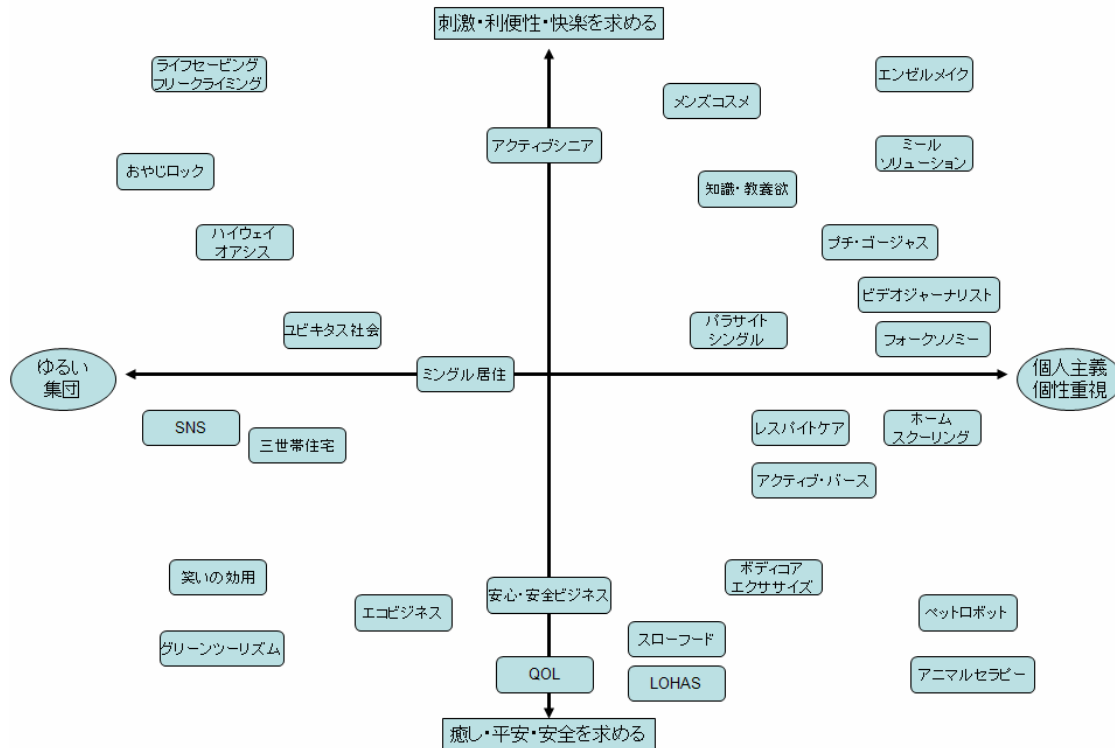 刺激・利便性・快楽を求める
ライフセービング
フリークライミング
エンゼルメイク
メンズコスメ
アクティブシニア
ミール
ソリューション
おやじロック
知識・教養欲
ハイウェイ
オアシス
プチ・ゴージャス
ビデオジャーナリスト
ユビキタス社会
パラサイト
シングル
フォークソノミー
ゆるい
集団
ミングル居住
個人主義
個性重視
SNS
三世帯住宅
レスパイトケア
ホーム
スクーリング
アクティブ・バース
笑いの効用
エコビジネス
安心・安全ビジネス
ボディコア
エクササイズ
ペットロボット
グリーンツーリズム
スローフード
QOL
LOHAS
アニマルセラピー
癒し・平安・安全を求める